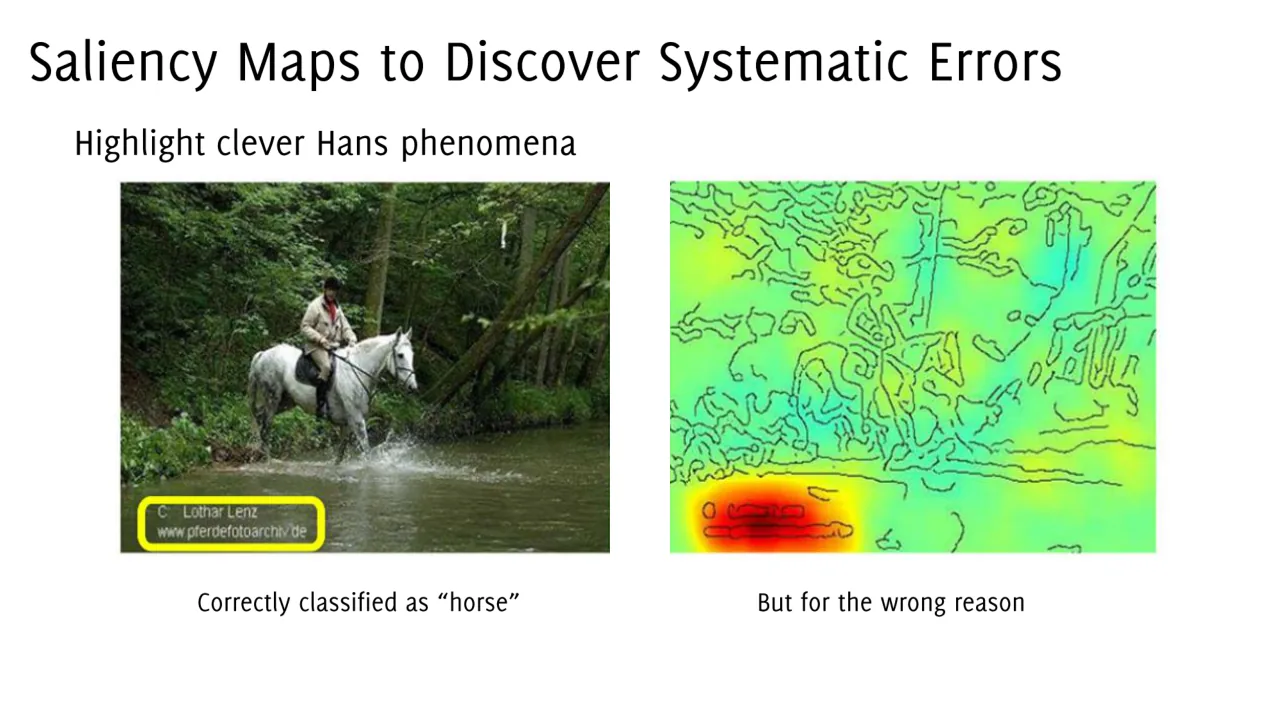 Saliency Maps to Discover Systematic Errors
Highlight clever Hans phenomena
C Lothar Lenz
www.pferdefotoarchiv.de
Correctly classified as “horse”
But for the wrong reason